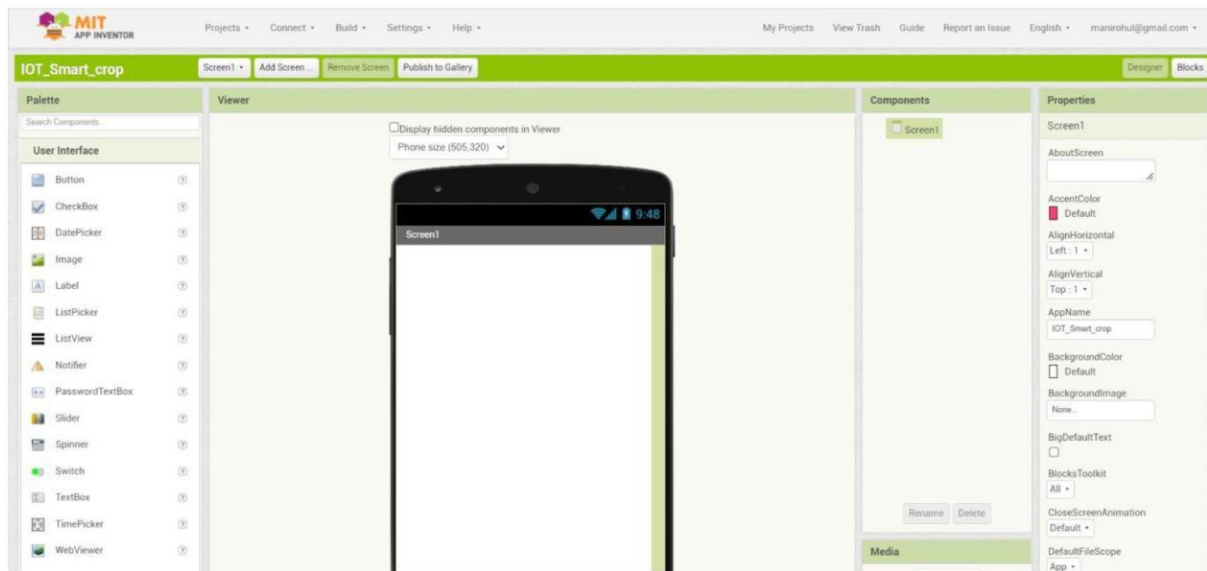 MIT
APP INVENTOR
Projects Connect Build Settings Help My Projects View Trash Guide Report an Issue English manirohul@gmail.com
IOT_Smart_crop Screen1 Add Screen ... Remove Screen Publish to Gallery Designer Blocks
Palette
Search Components...
User Interface
Button
CheckBox
DatePicker
Image
Label
ListPicker
ListView
Notifier
PasswordTextBox
Slider
Spinner
Switch
TextBox
TimePicker
WebViewer
Viewer
Display hidden components in Viewer
Phone size (505,320)
9:48
Screen1
Components
Screen1
Rename Delete
Media
Properties
Screen1
AboutScreen
AccentColor
Default
AlignHorizontal
Left : 1
AlignVertical
Top : 1
AppName
IOT_Smart_crop
BackgroundColor
Default
BackgroundImage
None...
BigDefaultText
BlocksToolkit
All
CloseScreenAnimation
Default
DefaultFileScope
App